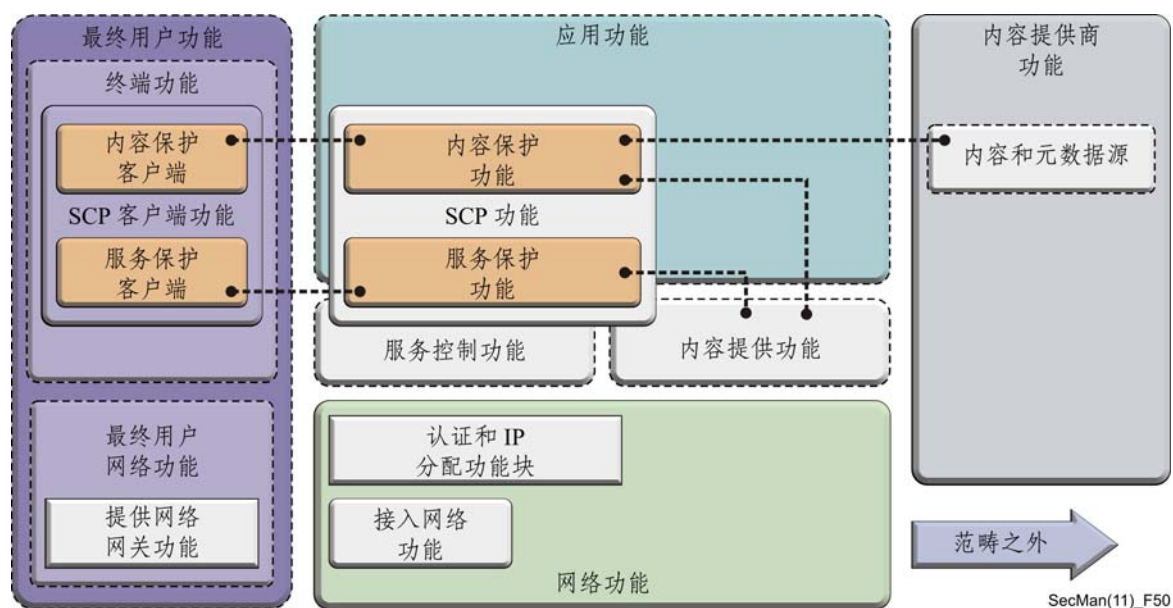 最终用户功能
终端功能
内容保护
客户端
SCP 客户端功能
服务保护
客户端
最终用户
网络功能
提供网络
网关功能
应用功能
内容保护
功能
SCP 功能
服务保护
功能
服务控制功能
内容提供功能
认证和 IP
分配功能块
接入网络
功能
网络功能
内容提供商
功能
内容和元数据源
范畴之外
SecMan(11)_F50